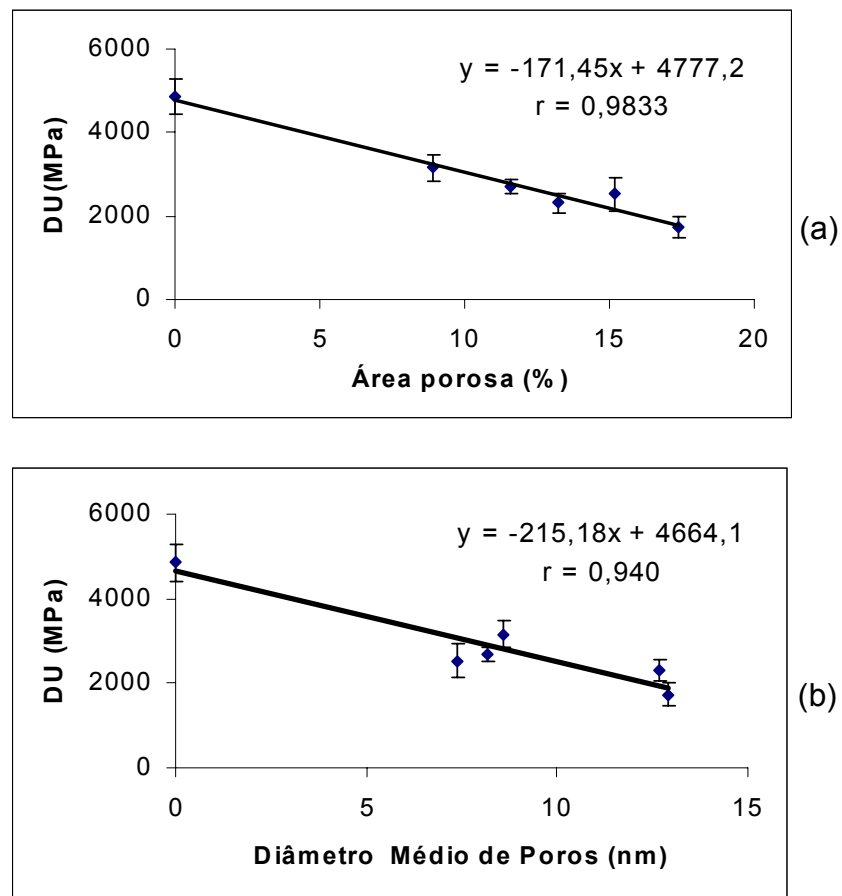 6000
y = -171,45x + 4777,2
r = 0,9833
4000
2000
0
DU(MPa)
0 5 10 15 20
Área porosa (%)
(a)
6000
y = -215,18x + 4664,1
r = 0,940
4000
2000
0
DU (MPa)
0 5 10 15
Diâmetro Médio de Poros (nm)
(b)